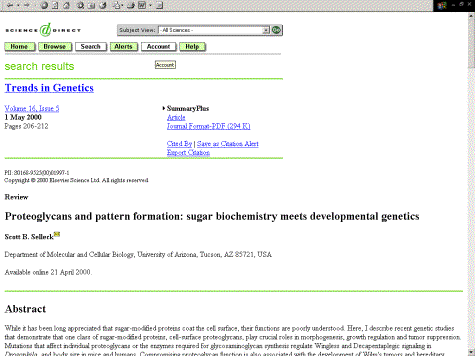 SCIENCE DIRECT
Subject View: - All Sciences - Go
Home Browse Search Alerts Account Help
search results
Account
Trends in Genetics
Volume 16, Issue 5
1 May 2000
Pages 206-212
SummaryPlus
Article
Journal Format-PDF (294 K)
Cited By | Save as Citation Alert
Export Citation
PII: S0168-9525(00)01997-1
Copyright © 2000 Elsevier Science Ltd. All rights reserved.
Review
Proteoglycans and pattern formation: sugar biochemistry meets developmental genetics
Scott B. Selleck
Department of Molecular and Cellular Biology, University of Arizona, Tucson, AZ 85721, USA
Available online 21 April 2000.
Abstract
While it has been long appreciated that sugar-modified proteins coat the cell surface, their functions are poorly understood. Here, I describe recent genetic studies
that demonstrate that one class of sugar-modified proteins, cell-surface proteoglycans, play crucial roles in morphogenesis, growth regulation and tumor suppression.
Mutations that affect individual proteoglycans or the enzymes required for glycosaminoglycan synthesis regulate Wingless and Decapentaplegic signaling in
Drosophila, and body size in mice and humans. Compromising proteoglycan function is also associated with the development of Wilm's tumors and hereditary